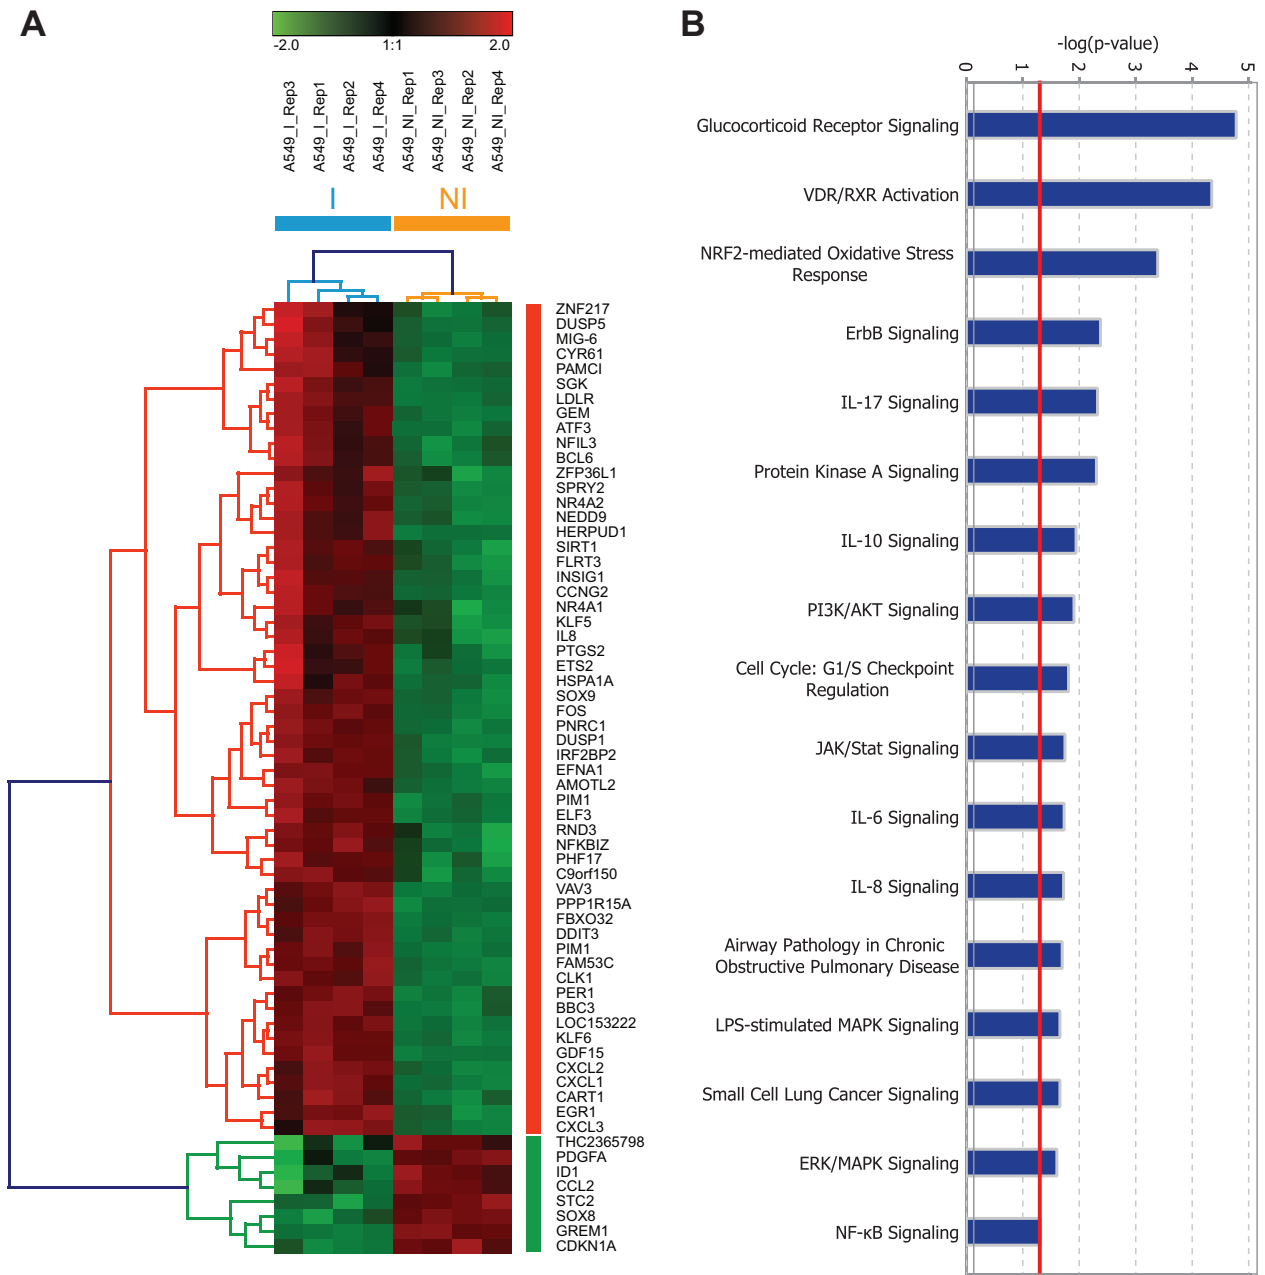 A
-2.0 1:1 2.0
A549_I_Rep3
A549_I_Rep1
A549_I_Rep2
A549_I_Rep4
A549_NI_Rep1
A549_NI_Rep3
A549_NI_Rep2
A549_NI_Rep4
I NI
ZNF217
DUSP5
MIG-6
CYR61
PAMCI
SGK
LDLR
GEM
ATF3
NFIL3
BCL6
ZFP36L1
SPRY2
NR4A2
NEDD9
HERPUD1
SIRT1
FLRT3
INSIG1
CCNG2
NR4A1
KLF5
IL8
PTGS2
ETS2
HSPA1A
SOX9
FOS
PNRC1
DUSP1
IRF2BP2
EFNA1
AMOTL2
PIM1
ELF3
RND3
NFKBIZ
PHF17
C9orf150
VAV3
PPP1R15A
FBXO32
DDIT3
PIM1
FAM53C
CLK1
PER1
BBC3
LOC153222
KLF6
GDF15
CXCL2
CXCL1
CART1
EGR1
CXCL3
THC2365798
PDGFA
ID1
CCL2
STC2
SOX8
GREM1
CDKN1A
B
-log(p-value)
0 1 2 3 4 5
Glucocorticoid Receptor Signaling
VDR/RXR Activation
NRF2-mediated Oxidative Stress
Response
ErbB Signaling
IL-17 Signaling
Protein Kinase A Signaling
IL-10 Signaling
PI3K/AKT Signaling
Cell Cycle: G1/S Checkpoint
Regulation
JAK/Stat Signaling
IL-6 Signaling
IL-8 Signaling
Airway Pathology in Chronic
Obstructive Pulmonary Disease
LPS-stimulated MAPK Signaling
Small Cell Lung Cancer Signaling
ERK/MAPK Signaling
NF-κB Signaling